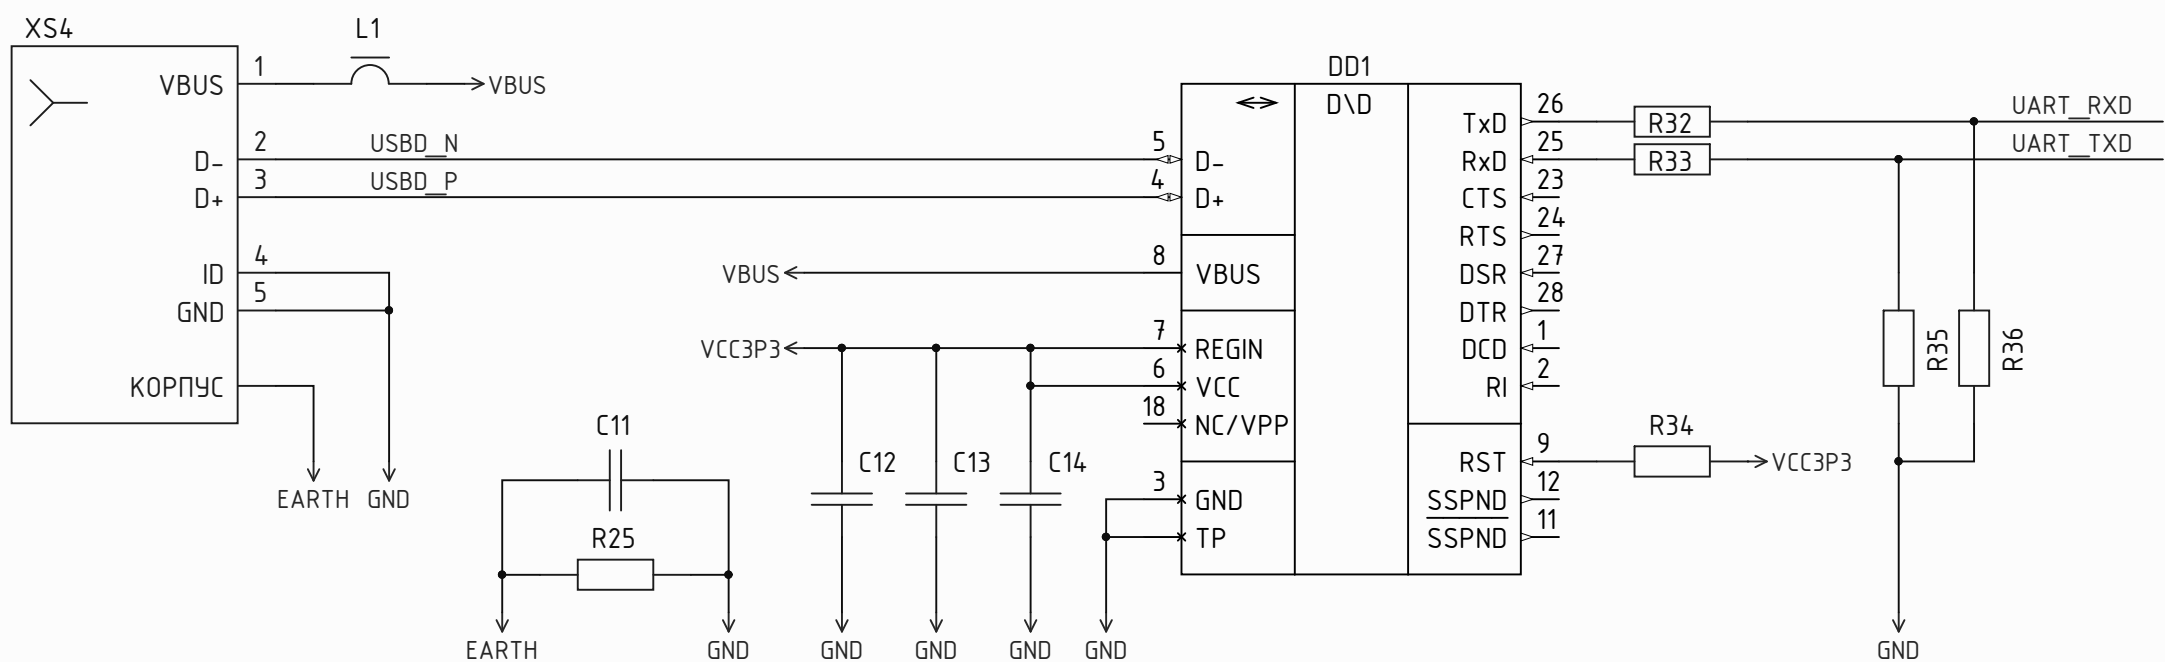 XS4
L1
VBUS 1
VBUS
D- 2
USBD_N
D+ 3
USBD_P
ID 4
GND 5
КОРПУС
EARTH GND
C11
R25
EARTH GND
DD1
D\D
5 D-
4 D+
VBUS 8 VBUS
VCC3P3 7 REGIN
6 VCC
18 NC/VPP
3 GND
TP
C12 C13 C14
GND GND GND GND
TxD 26 R32 UART_RXD
RxD 25 R33 UART_TXD
CTS 23
RTS 24
DSR 27
DTR 28
DCD 1
RI 2
R35 R36
R34
RST 9 VCC3P3
SSPND 12
SSPND 11
GND